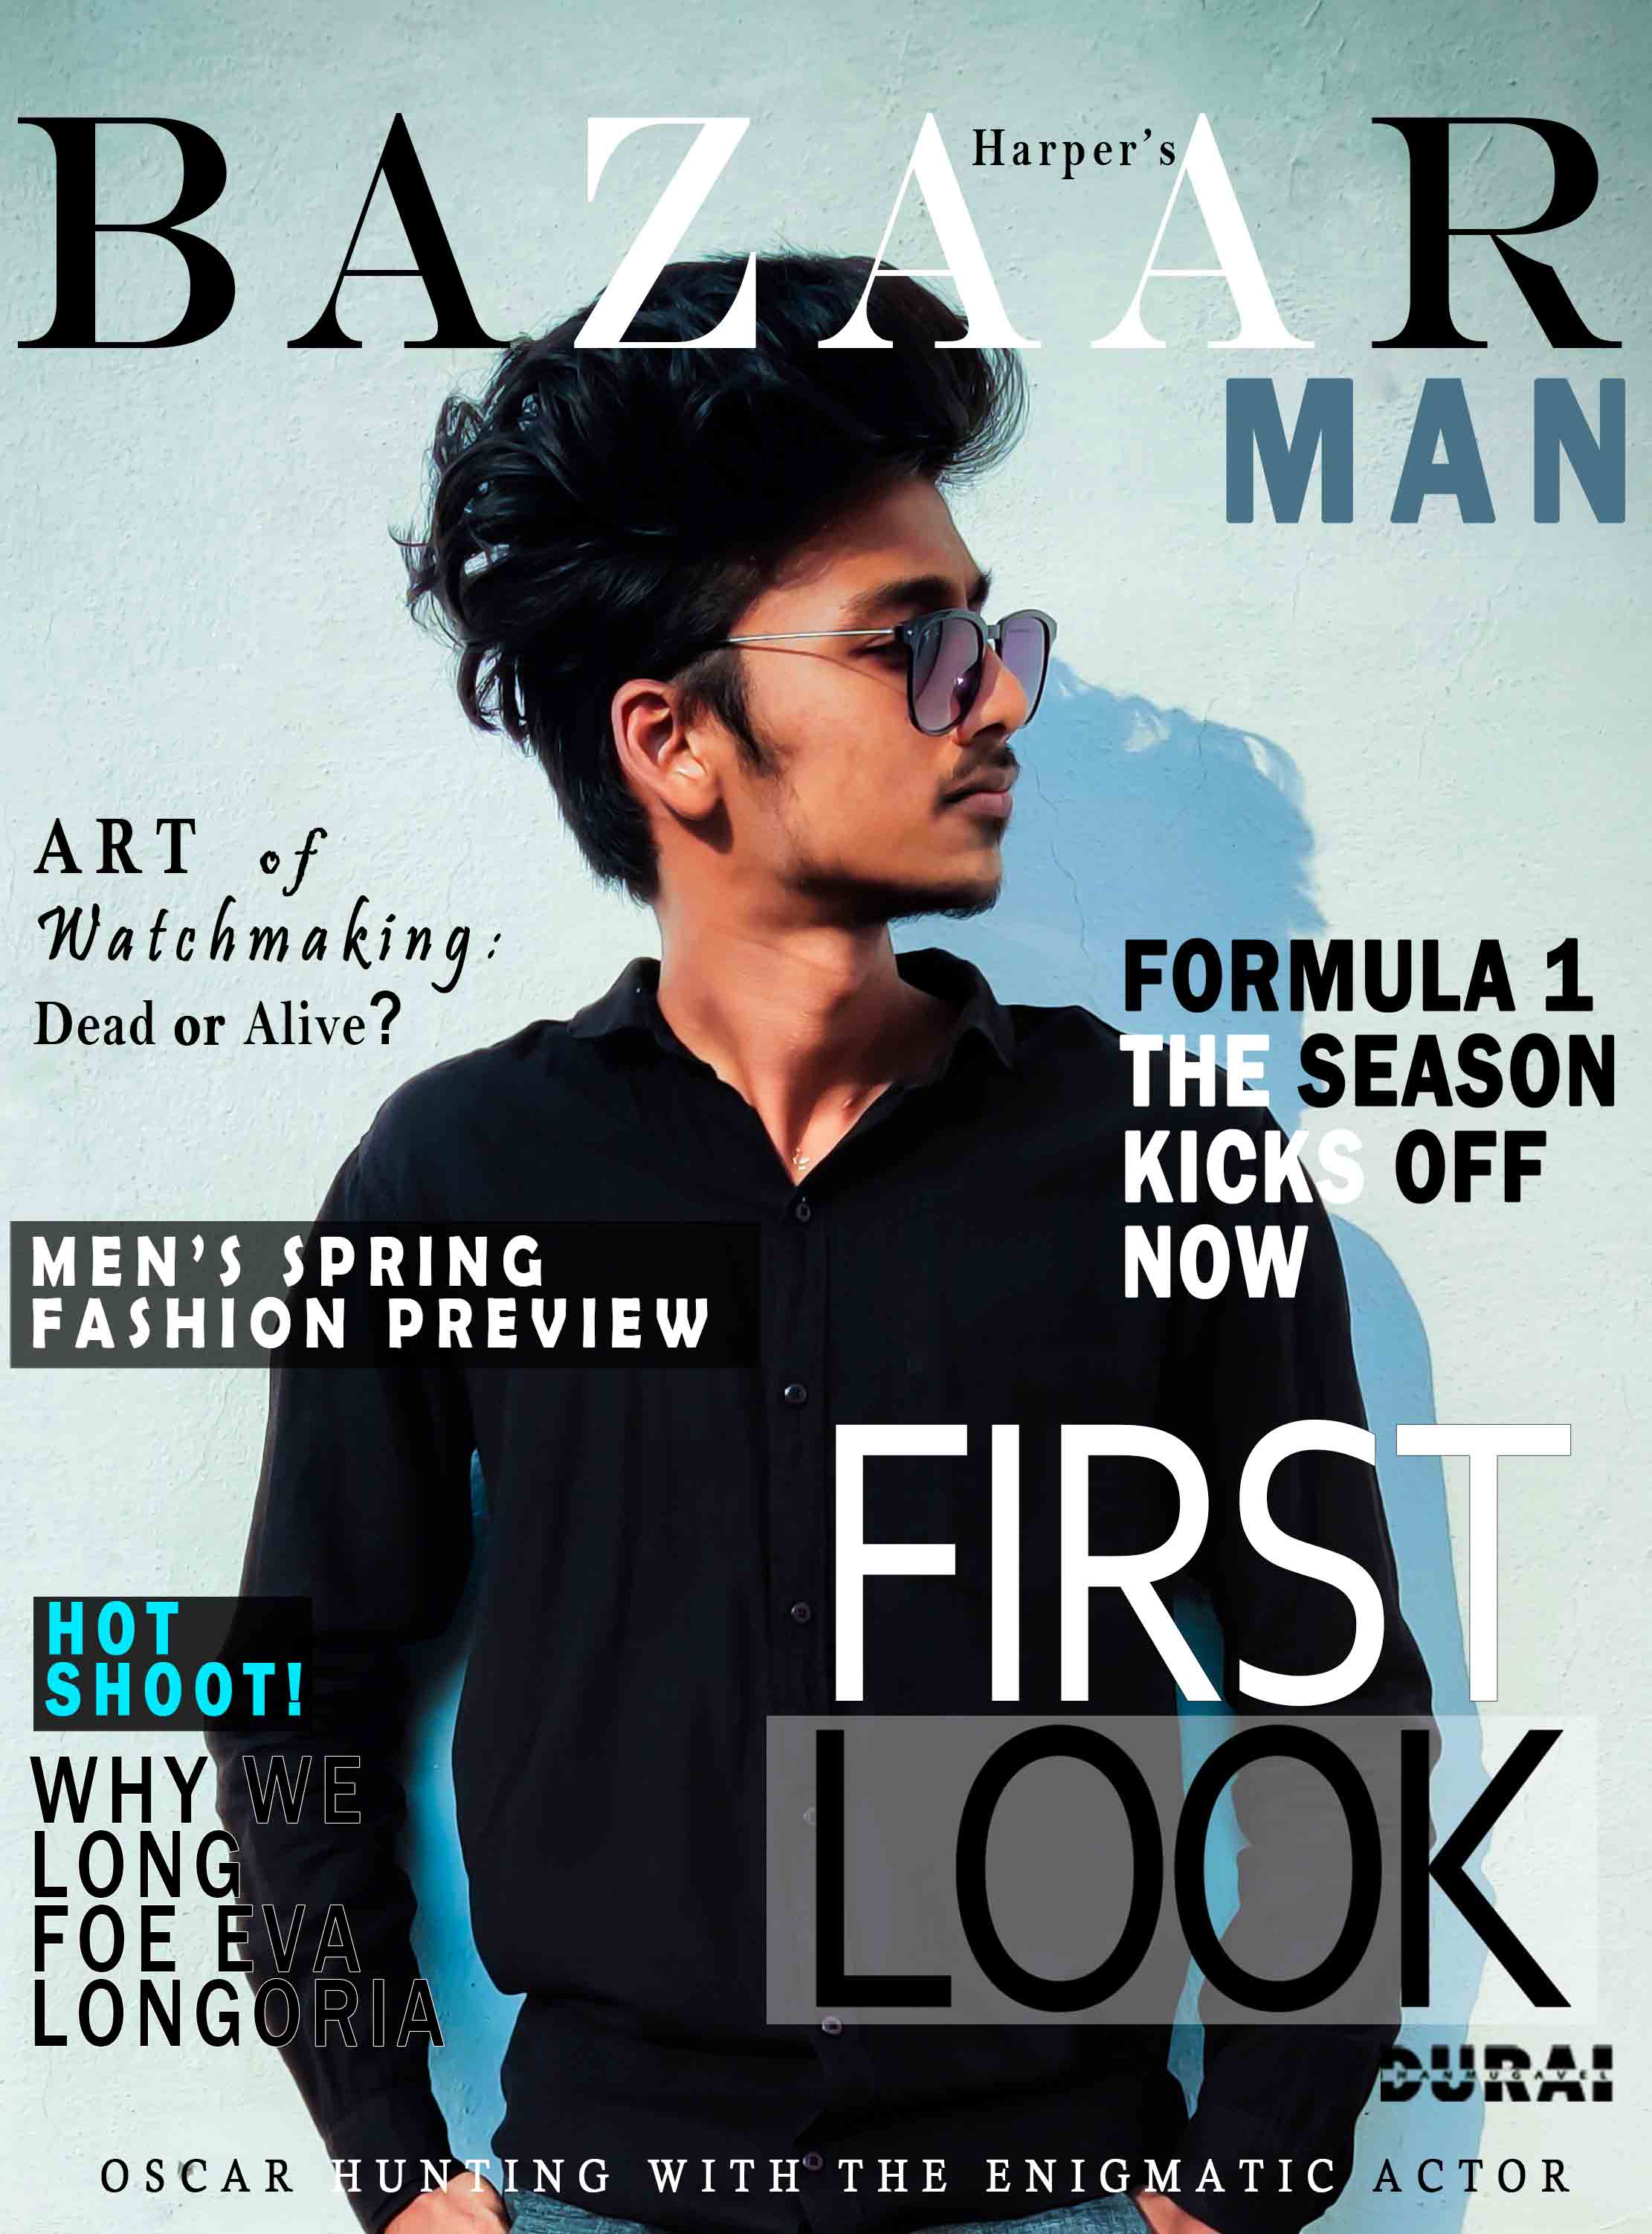 Harper's
BAZAAR
MAN
ART of
Watchmaking:
Dead or Alive?
FORMULA 1
THE SEASON
KICKS OFF
NOW
MEN'S SPRING
FASHION PREVIEW
FIRST
LOOK
HOT
SHOOT!
WHY WE
LONG
FOE EVA
LONGORIA
DURAI
OSCAR HUNTING WITH THE ENIGMATIC ACTOR